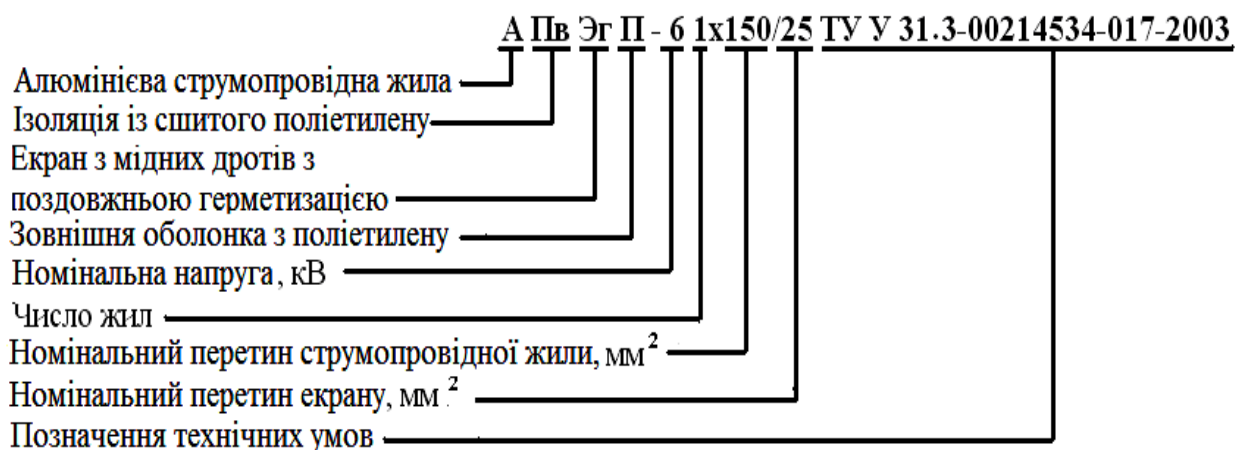 А Пв Эг П - 6 1х150/25 ТУ У 31.3-00214534-017-2003
Алюмінієва струмопровідна жила
Ізоляція із сшитого поліетилену
Екран з мідних дротів з
поздовжньою герметизацією
Зовнішня оболонка з поліетилену
Номінальна напруга, кВ
Число жил
Номінальний перетин струмопровідної жили, мм²
Номінальний перетин екрану, мм²
Позначення технічних умов